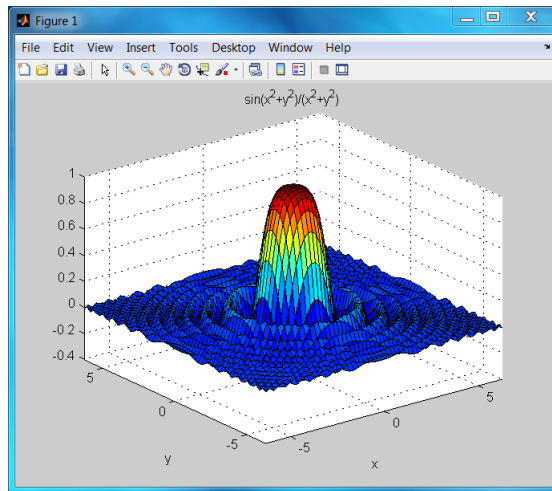 Figure 1
File Edit View Insert Tools Desktop Window Help
sin(x²+y²)/(x²+y²)
1
0.8
0.6
0.4
0.2
0
-0.2
-0.4
5
0
-5
y
-5
0
5
x